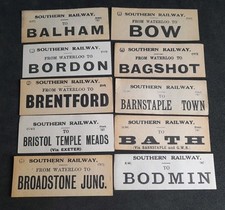 SOUTHERN RAILWAY.
TO
BALHAM
SOUTHERN RAILWAY.
FROM WATERLOO TO
BORDON
SOUTHERN RAILWAY.
FROM WATERLOO TO
BRENTFORD
SOUTHERN RAILWAY.
TO
BRISTOL TEMPLE MEADS
(Via EXETER)
SOUTHERN RAILWAY.
FROM WATERLOO TO
BROADSTONE JUNC.
SOUTHERN RAILWAY.
FROM WATERLOO TO
BOW
SOUTHERN RAILWAY.
FROM WATERLOO TO
BAGSHOT
SOUTHERN RAILWAY.
TO
BARNSTAPLE TOWN
SOUTHERN RAILWAY.
TO
BATH
SOUTHERN RAILWAY.
TO
BODMIN